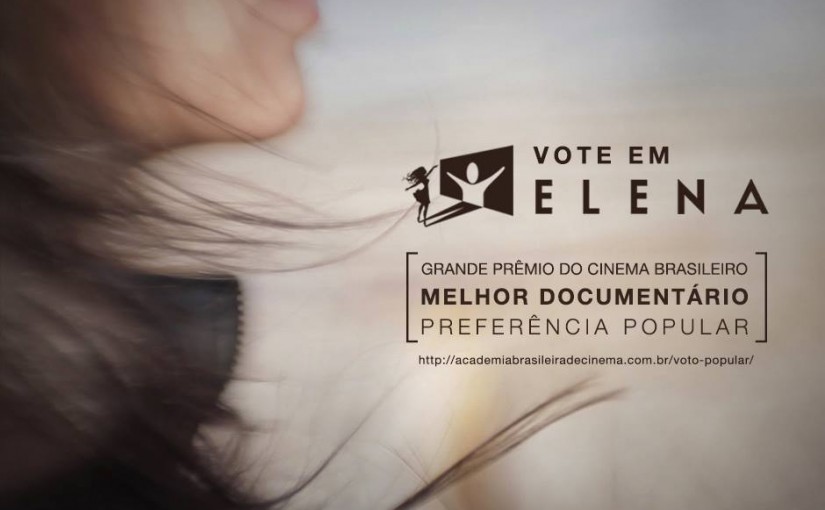 VOTE EM
ELENA
GRANDE PRÊMIO DO CINEMA BRASILEIRO
MELHOR DOCUMENTÁRIO
PREFERÊNCIA POPULAR
http://academiabrasileiradecinema.com.br/voto-popular/